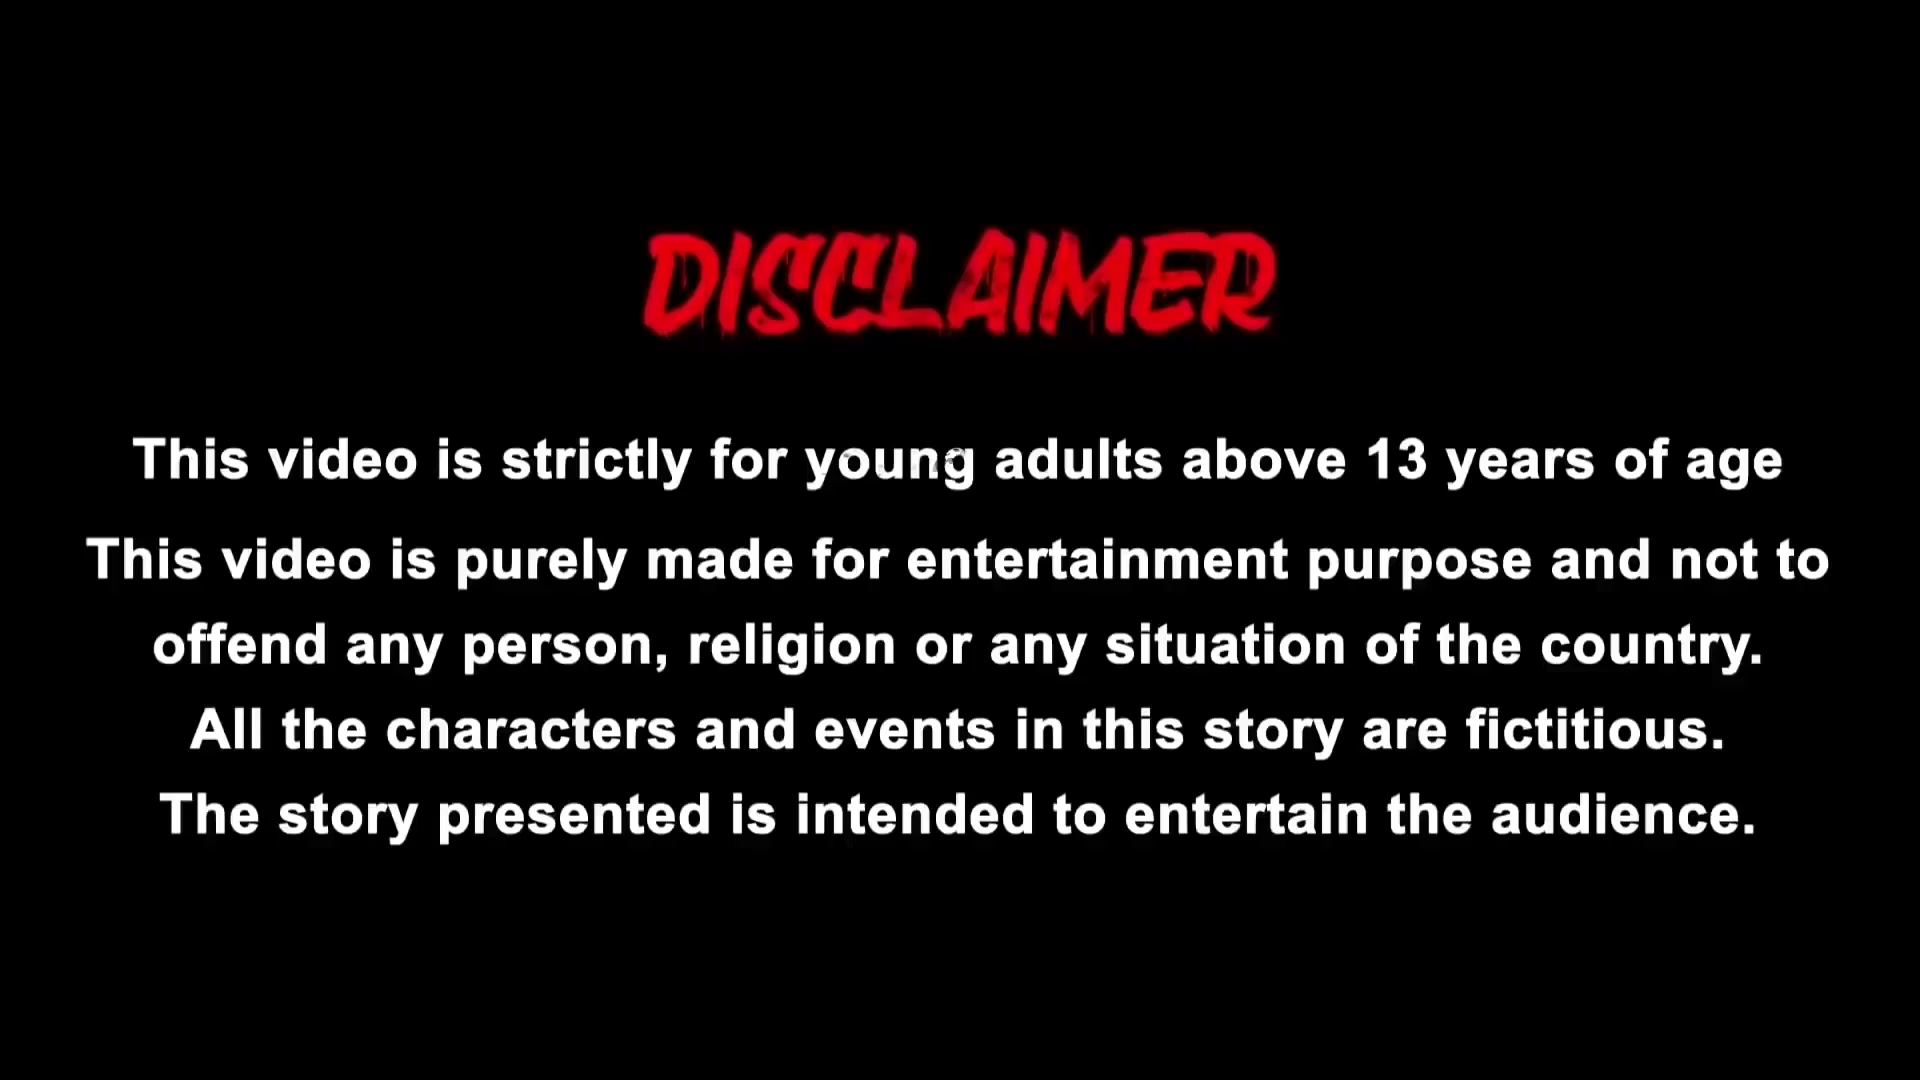 DISCLAIMER
This video is strictly for young adults above 13 years of age
This video is purely made for entertainment purpose and not to
offend any person, religion or any situation of the country.
All the characters and events in this story are fictitious.
The story presented is intended to entertain the audience.